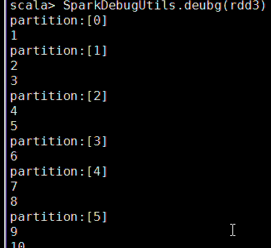 scala> SparkDebugUtils.deubg(rdd3)
partition:[0]
1
partition:[1]
2
3
partition:[2]
4
5
partition:[3]
6
partition:[4]
7
8
partition:[5]
9
10